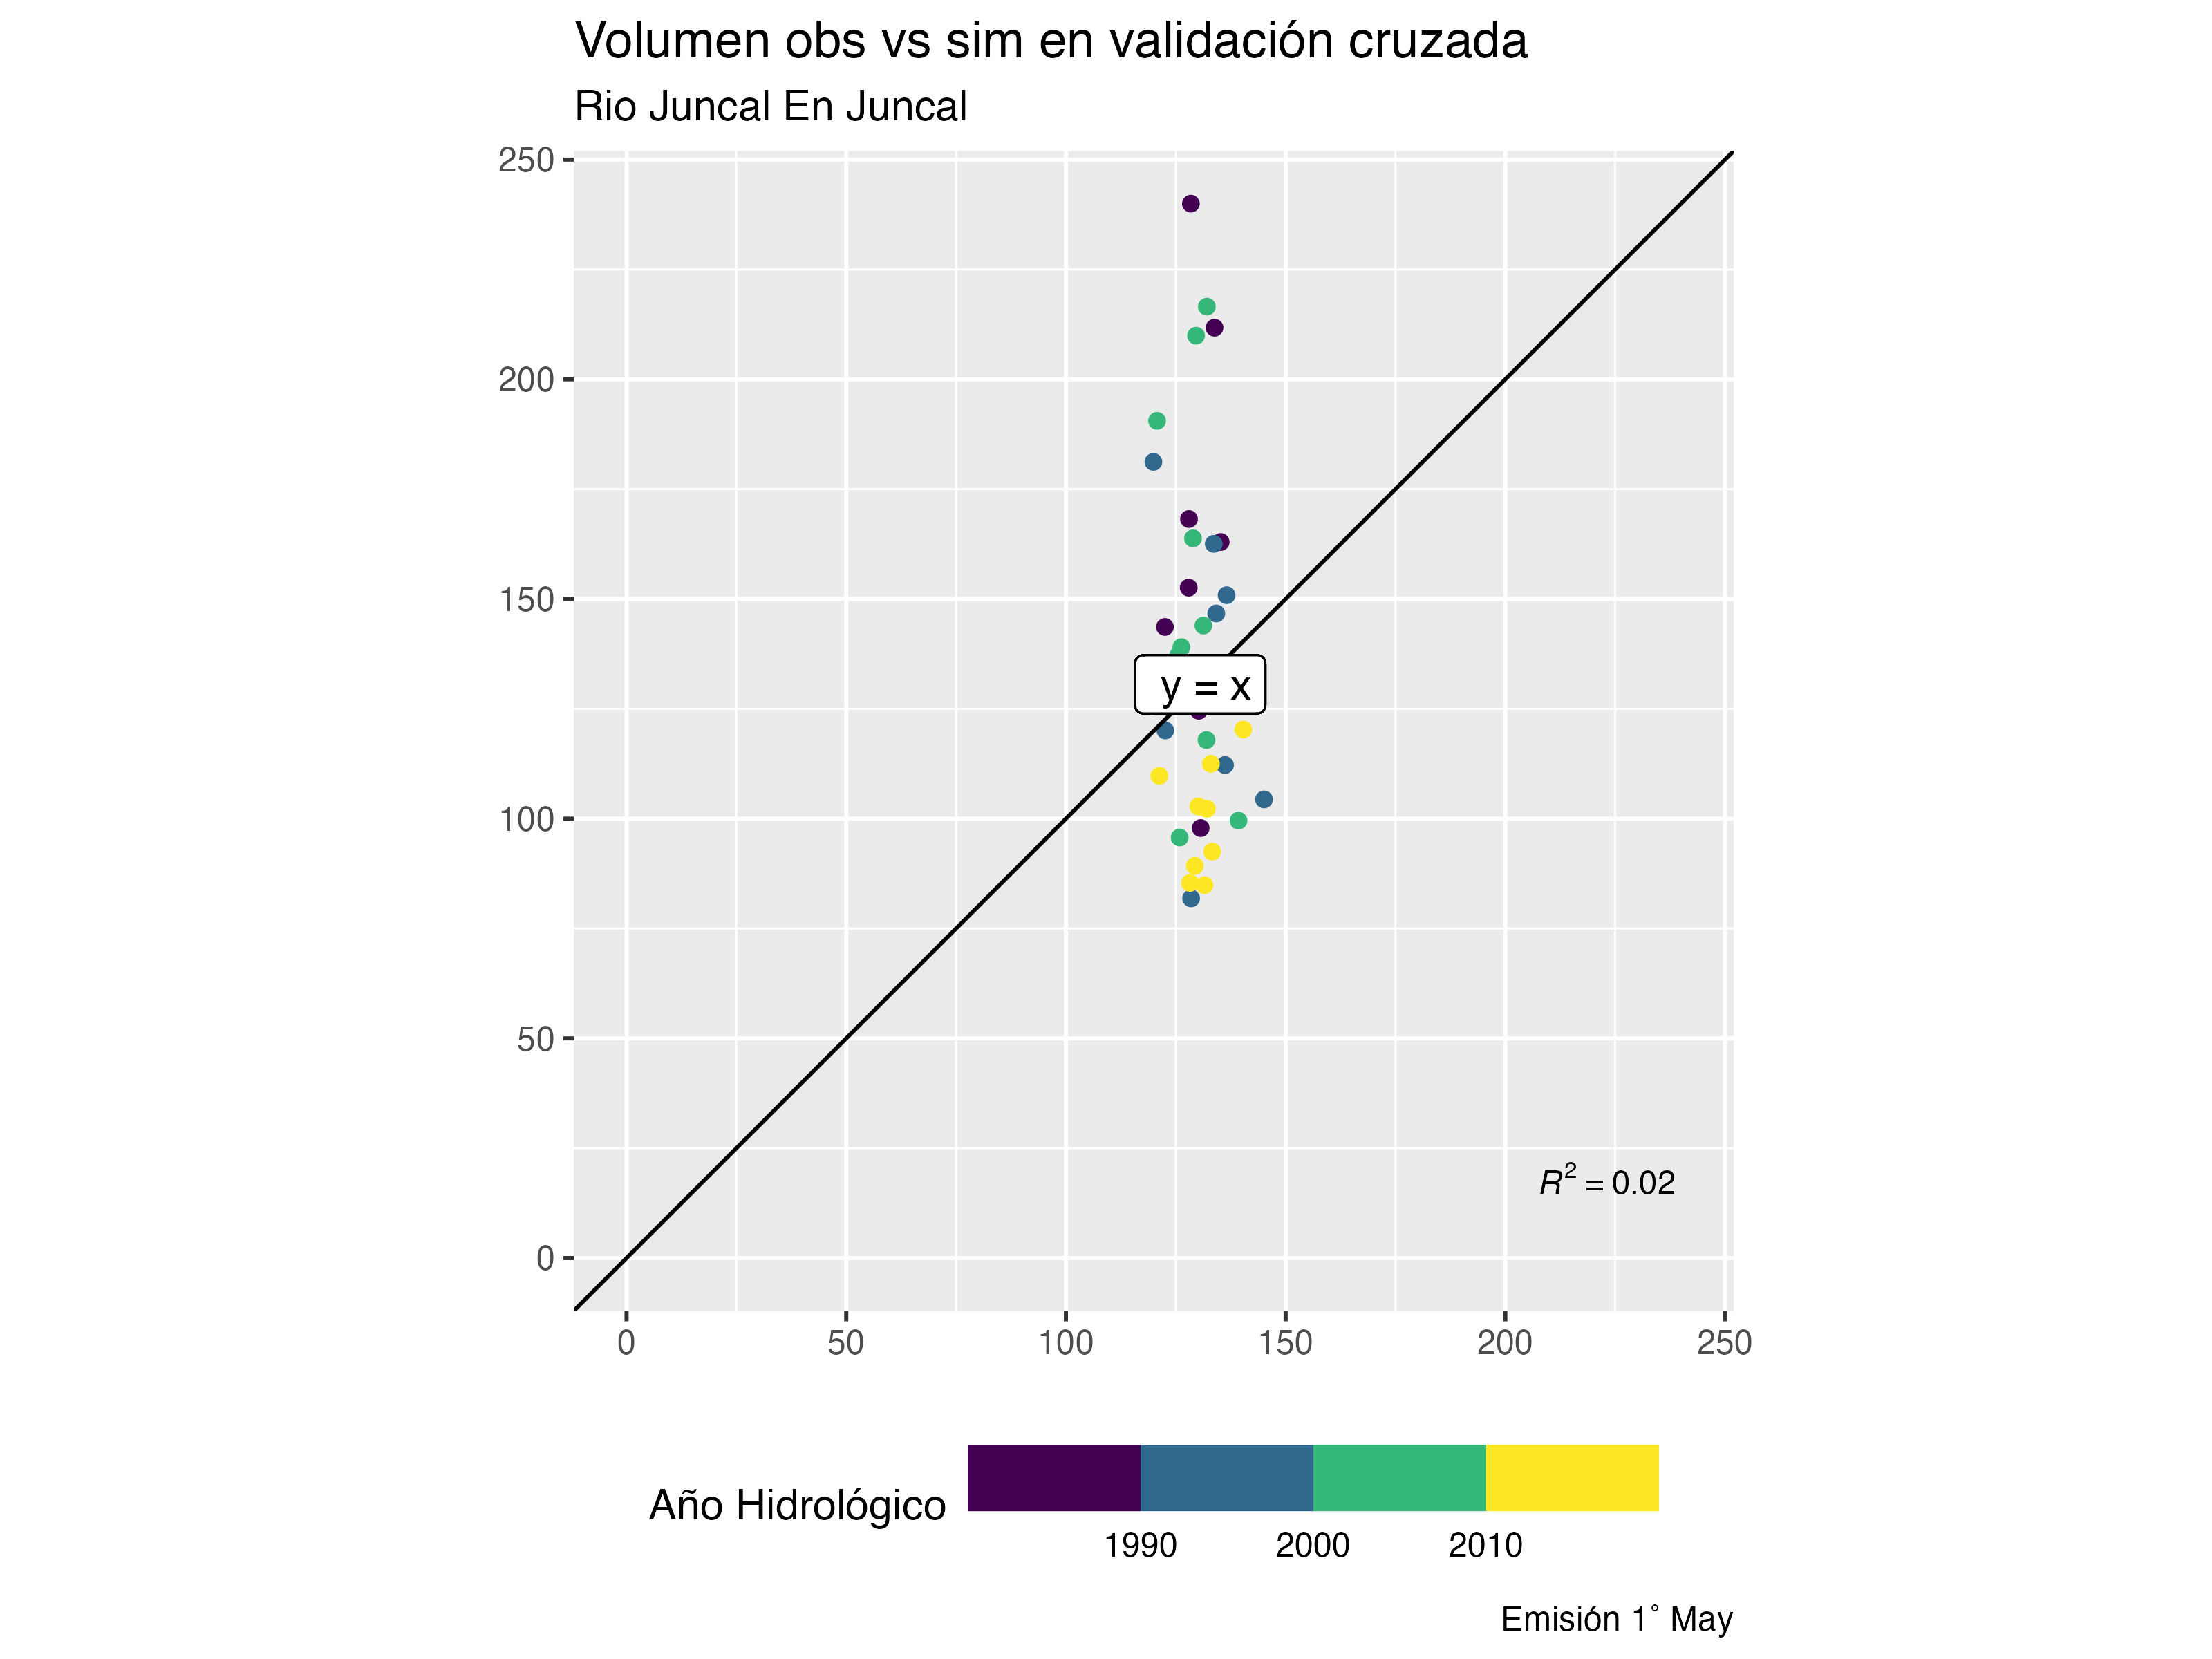 Volumen obs vs sim en validación cruzada
Rio Juncal En Juncal
250
200
150
100
50
0
y = x
R² = 0.02
0 50 100 150 200 250
Año Hidrológico
1990 2000 2010
Emisión 1° May